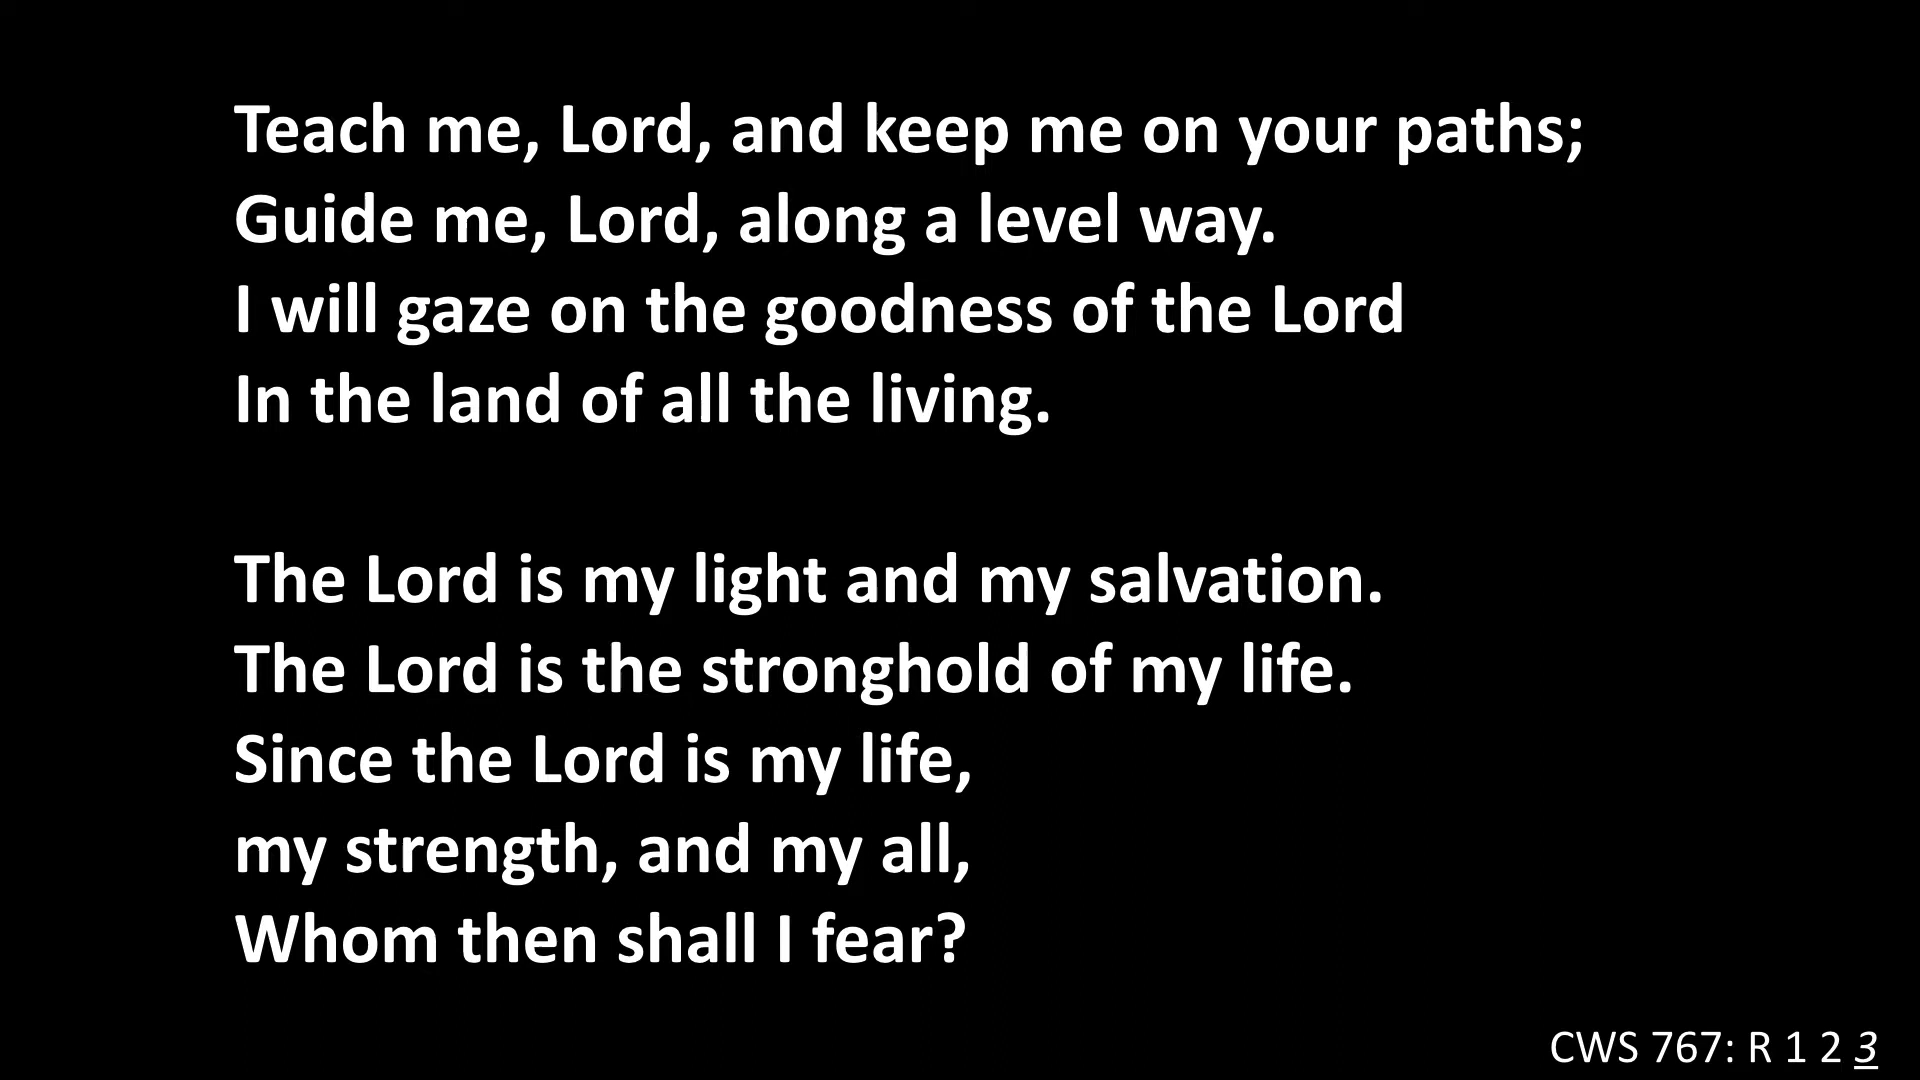 Teach me, Lord, and keep me on your paths;
Guide me, Lord, along a level way.
I will gaze on the goodness of the Lord
In the land of all the living.
The Lord is my light and my salvation.
The Lord is the stronghold of my life.
Since the Lord is my life,
my strength, and my all,
Whom then shall I fear?
CWS 767: R 1 2 3